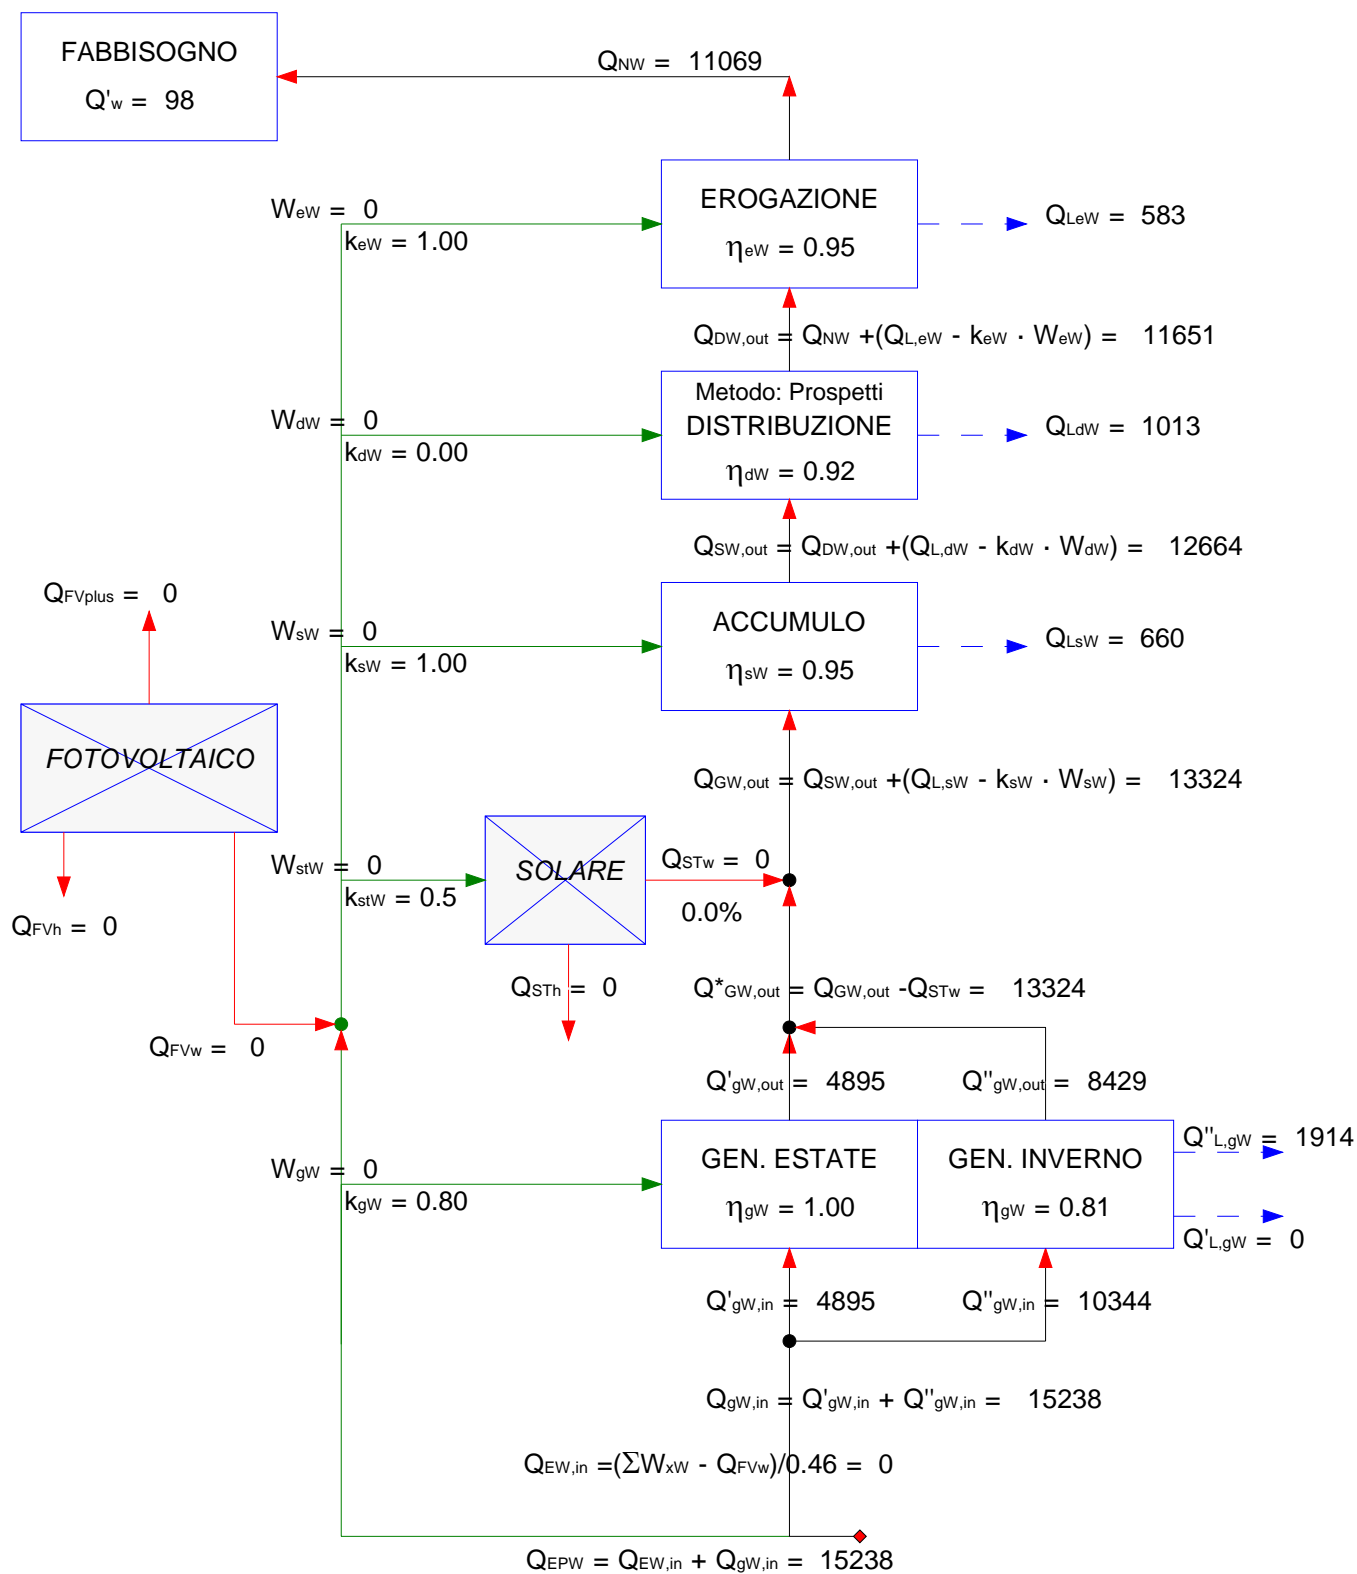 FABBISOGNO
Q'w = 98
QNW = 11069
EROGAZIONE
ηeW = 0.95
WeW = 0
keW = 1.00
QLeW = 583
QDW,out = QNW +(QL,eW - keW · WeW) = 11651
Metodo: Prospetti
DISTRIBUZIONE
ηdW = 0.92
WdW = 0
kdW = 0.00
QLdW = 1013
QSW,out = QDW,out +(QL,dW - kdW · WdW) = 12664
QFVplus = 0
ACCUMULO
ηsW = 0.95
WsW = 0
ksW = 1.00
QLsW = 660
FOTOVOLTAICO
QGW,out = QSW,out +(QL,sW - ksW · WsW) = 13324
WstW = 0
kstW = 0.5
SOLARE
QSTw = 0
0.0%
QFVh = 0
QSTh = 0
Q*GW,out = QGW,out -QSTw = 13324
QFVw = 0
Q'gW,out = 4895
Q''gW,out = 8429
WgW = 0
kgW = 0.80
GEN. ESTATE
ηgW = 1.00
GEN. INVERNO
ηgW = 0.81
Q''L,gW = 1914
Q'L,gW = 0
Q'gW,in = 4895
Q''gW,in = 10344
QgW,in = Q'gW,in + Q''gW,in = 15238
QEW,in =(ΣWxW - QFVw)/0.46 = 0
QEPW = QEW,in + QgW,in = 15238